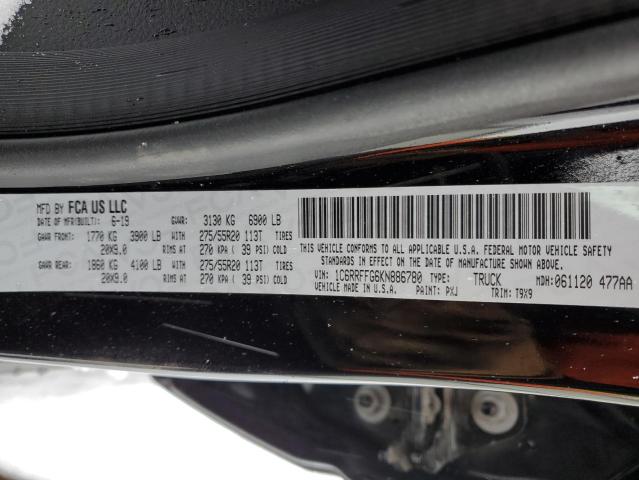 MFD BY FCA US LLC
DATE OF MFR(BUILT): 6-19 GVWR: 3130 KG 6900 LB
GAWR FRONT: 1770 KG 3900 LB WITH 275/55R20 113T TIRES
20X9.0 RIMS AT 270 KPA ( 39 PSI) COLD
GAWR REAR: 1860 KG 4100 LB WITH 275/55R20 113T TIRES
20X9.0 RIMS AT 270 KPA ( 39 PSI) COLD
THIS VEHICLE CONFORMS TO ALL APPLICABLE U.S.A. FEDERAL MOTOR VEHICLE SAFETY
STANDARDS IN EFFECT ON THE DATE OF MANUFACTURE SHOWN ABOVE.
VIN: 1C6RRFFG6KN886780 TYPE: TRUCK MDH: 061120 477AA
VEHICLE MADE IN U.S.A. PAINT: PXJ TRIM: T9X9